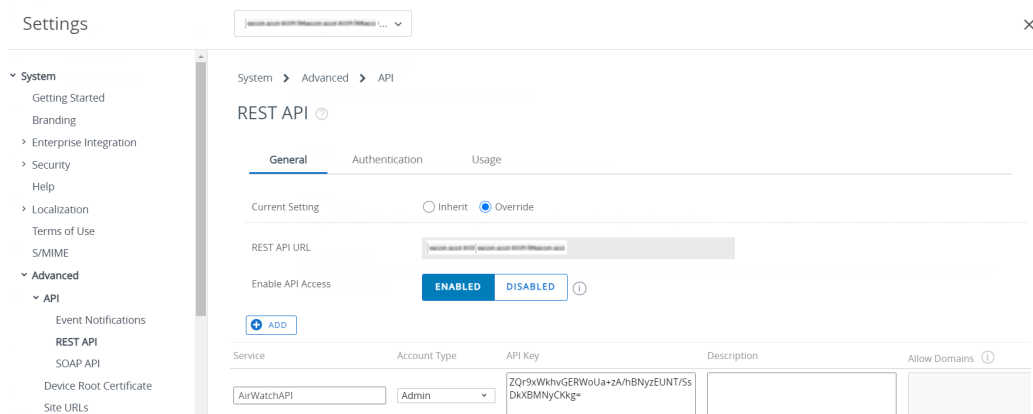 Settings
System
Getting Started
Branding
Enterprise Integration
Security
Help
Localization
Terms of Use
S/MIME
Advanced
API
Event Notifications
REST API
SOAP API
Device Root Certificate
Site URLs
System > Advanced > API
REST API
General Authentication Usage
Current Setting Inherit Override
REST API URL
Enable API Access ENABLED DISABLED
ADD
Service Account Type API Key Description Allow Domains
AirWatchAPI Admin ZQr9xWkhvGERWoUa+zA/hBNyzEUNT/Ss
DkXBMNyCKkg=